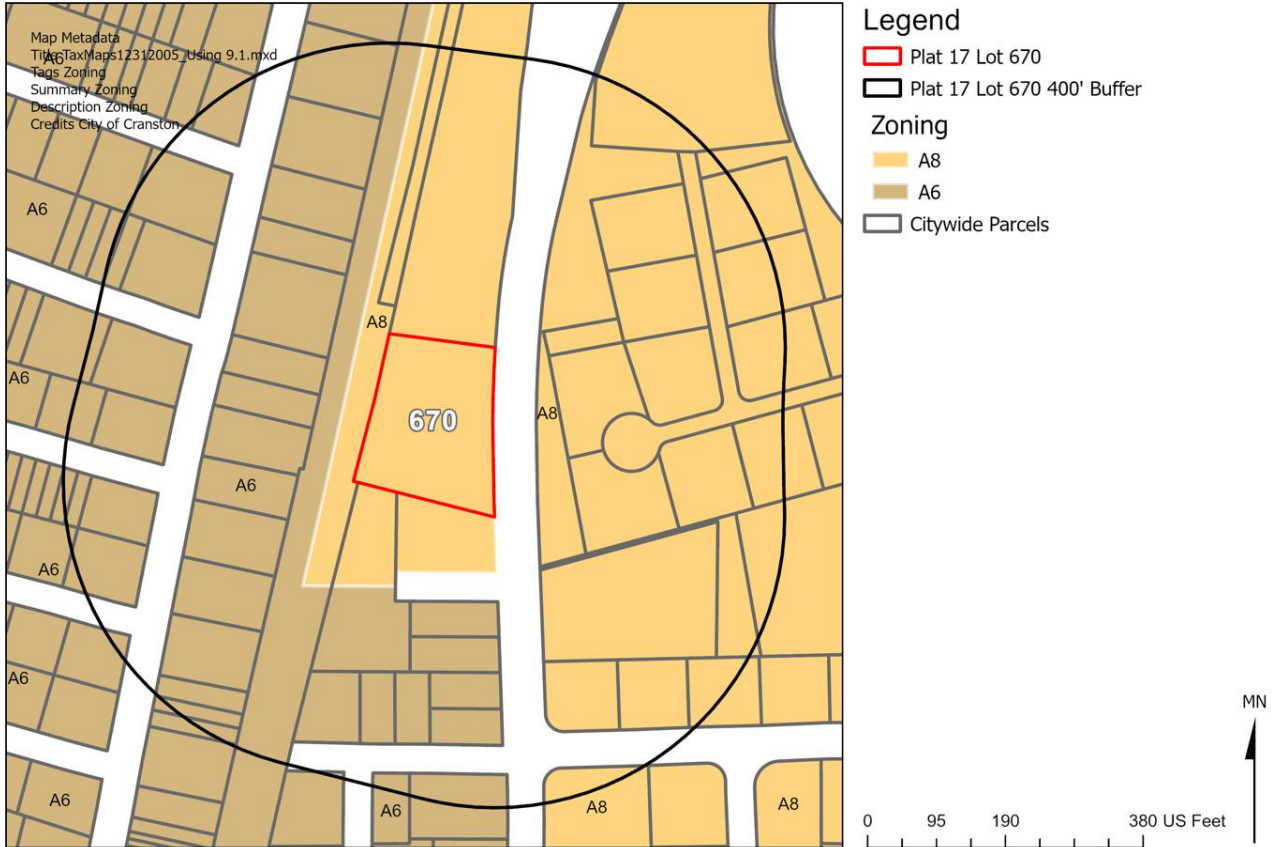 Map Metadata
Title TaxMaps12312005_Using 9.1.mxd
A6
Tags Zoning
Summary Zoning
Description Zoning
Credits City of Cranston
A6
A8
A6
670
A8
A6
A6
A6
A6
A6
A8
A8
Legend
Plat 17 Lot 670
Plat 17 Lot 670 400' Buffer
Zoning
A8
A6
Citywide Parcels
MN
0 95 190 380 US Feet